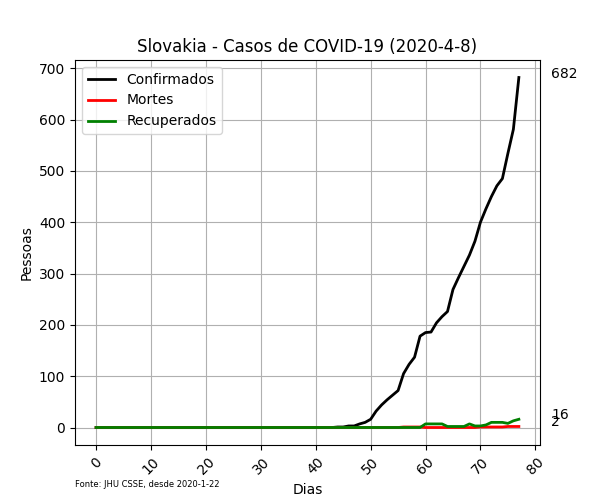 Slovakia - Casos de COVID-19 (2020-4-8)
Confirmados
Mortes
Recuperados
700
600
500
400
300
200
100
0
Pessoas
682
16
2
0
10
20
30
40
50
60
70
80
Dias
Fonte: JHU CSSE, desde 2020-1-22